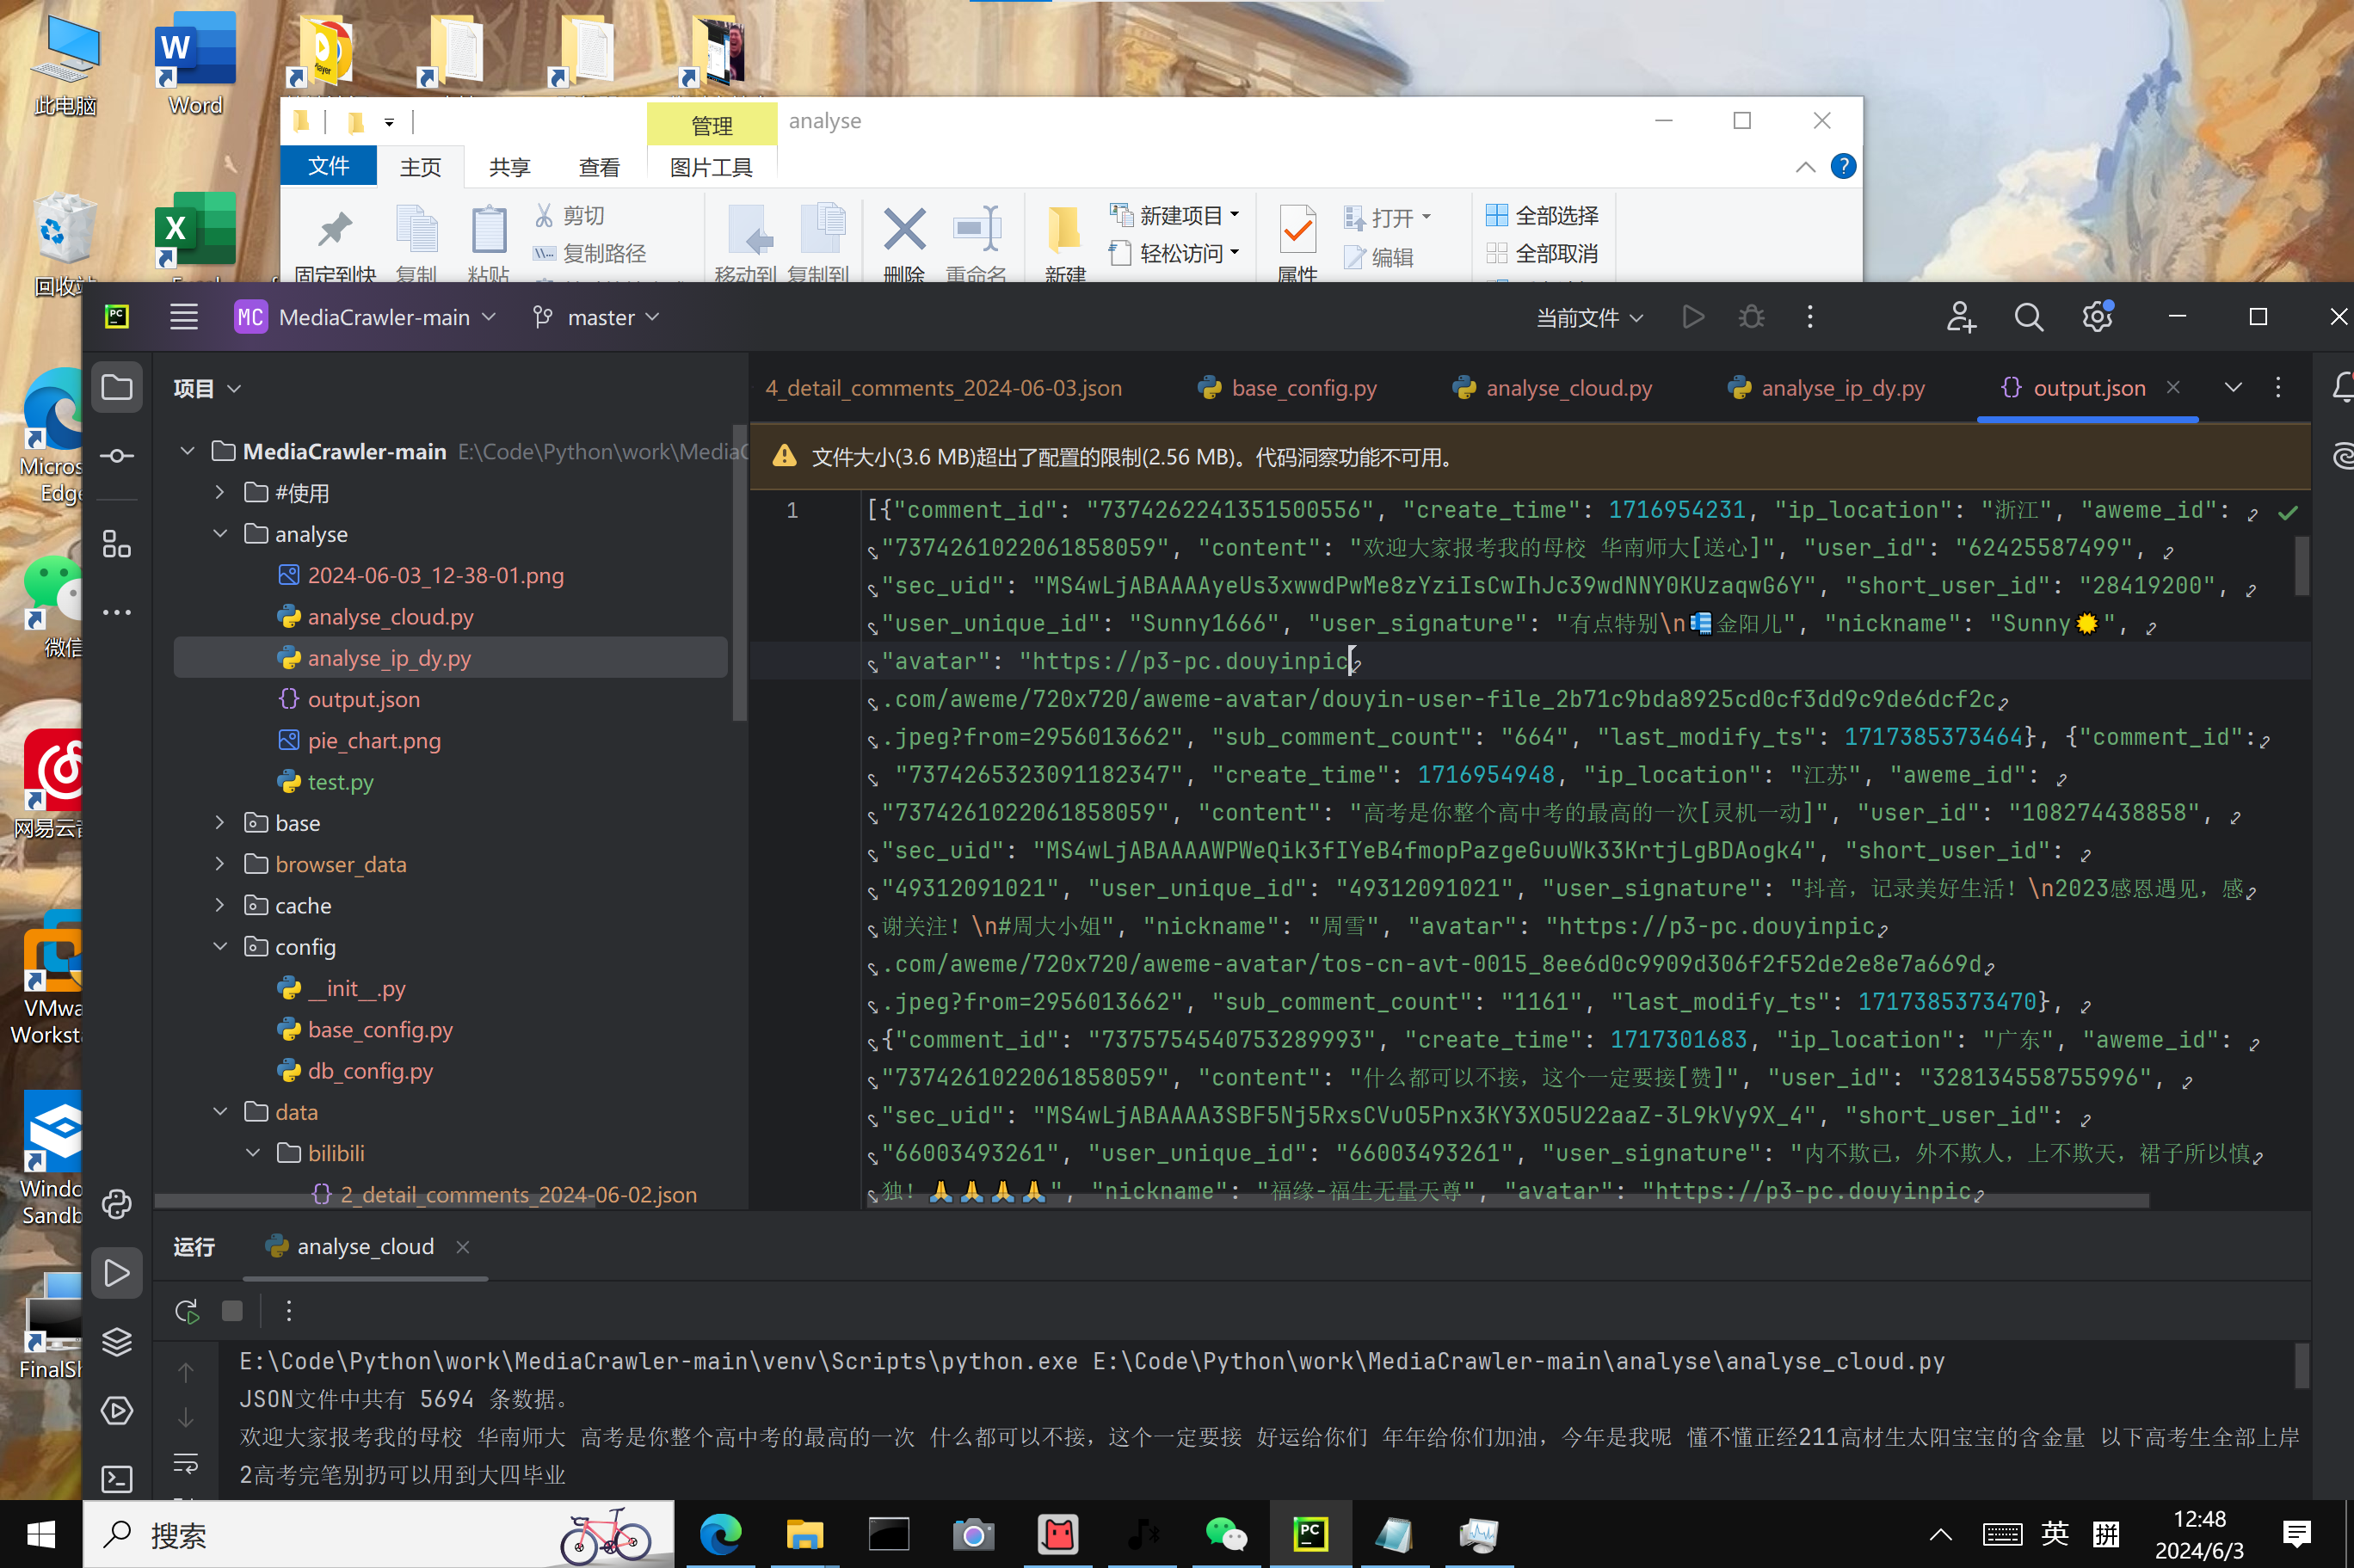 此电脑
Word
管理
analyse
文件
主页
共享
查看
图片工具
剪切
复制路径
新建项目
轻松访问
打开
编辑
全部选择
全部取消
固定到快
复制
粘贴
移动到
复制到
删除
重命名
新建
属性
回收站
PC
MC
MediaCrawler-main
master
当前文件
项目
4_detail_comments_2024-06-03.json
base_config.py
analyse_cloud.py
analyse_ip_dy.py
output.json
文件大小(3.6 MB)超出了配置的限制(2.56 MB)。代码洞察功能不可用。
MediaCrawler-main E:\Code\Python\work\MediaC
#使用
analyse
2024-06-03_12-38-01.png
analyse_cloud.py
analyse_ip_dy.py
output.json
pie_chart.png
test.py
base
browser_data
cache
config
__init__.py
base_config.py
db_config.py
data
bilibili
2_detail_comments_2024-06-02.json
1
[{"comment_id": "7374262241351500556", "create_time": 1716954231, "ip_location": "浙江", "aweme_id":
"7374261022061858059", "content": "欢迎大家报考我的母校 华南师大[送心]", "user_id": "62425587499",
"sec_uid": "MS4wLjABAAAAyeUs3xwwdPwMe8zYziIsCwIhJc39wdNNY0KUzaqwG6Y", "short_user_id": "28419200",
"user_unique_id": "Sunny1666", "user_signature": "有点特别\n👖金阳儿", "nickname": "Sunny☀️",
"avatar": "https://p3-pc.douyinpic
.com/aweme/720x720/aweme-avatar/douyin-user-file_2b71c9bda8925cd0cf3dd9c9de6dcf2c
.jpeg?from=2956013662", "sub_comment_count": "664", "last_modify_ts": 1717385373464}, {"comment_id":
"7374265323091182347", "create_time": 1716954948, "ip_location": "江苏", "aweme_id":
"7374261022061858059", "content": "高考是你整个高中考的最高的一次[灵机一动]", "user_id": "108274438858",
"sec_uid": "MS4wLjABAAAAWPWeQik3fIYeB4fmopPazgeGuuWk33KrtjLgBDAogk4", "short_user_id":
"49312091021", "user_unique_id": "49312091021", "user_signature": "抖音，记录美好生活！\n2023感恩遇见，感
谢关注！\n#周大小姐", "nickname": "周雪", "avatar": "https://p3-pc.douyinpic
.com/aweme/720x720/aweme-avatar/tos-cn-avt-0015_8ee6d0c9909d306f2f52de2e8e7a669d
.jpeg?from=2956013662", "sub_comment_count": "1161", "last_modify_ts": 1717385373470},
{"comment_id": "7375754540753289993", "create_time": 1717301683, "ip_location": "广东", "aweme_id":
"7374261022061858059", "content": "什么都可以不接，这个一定要接[赞]", "user_id": "328134558755996",
"sec_uid": "MS4wLjABAAAA3SBF5Nj5RxsCVuO5Pnx3KY3XO5U22aaZ-3L9kVy9X_4", "short_user_id":
"66003493261", "user_unique_id": "66003493261", "user_signature": "内不欺己，外不欺人，上不欺天，裙子所以慎
独！🙏🙏🙏🙏", "nickname": "福缘-福生无量天尊", "avatar": "https://p3-pc.douyinpic
运行
analyse_cloud
E:\Code\Python\work\MediaCrawler-main\venv\Scripts\python.exe E:\Code\Python\work\MediaCrawler-main\analyse\analyse_cloud.py
JSON文件中共有 5694 条数据。
欢迎大家报考我的母校 华南师大 高考是你整个高中考的最高的一次 什么都可以不接，这个一定要接 好运给你们 年年给你们加油，今年是我呢 懂不懂正经211高材生太阳宝宝的含金量 以下高考生全部上岸
2高考完笔别扔可以用到大四毕业
Micros
Edge
微信
网易云
VMwa
Worksta
Windo
Sandb
FinalSh
搜索
PC
英
拼
12:48
2024/6/3